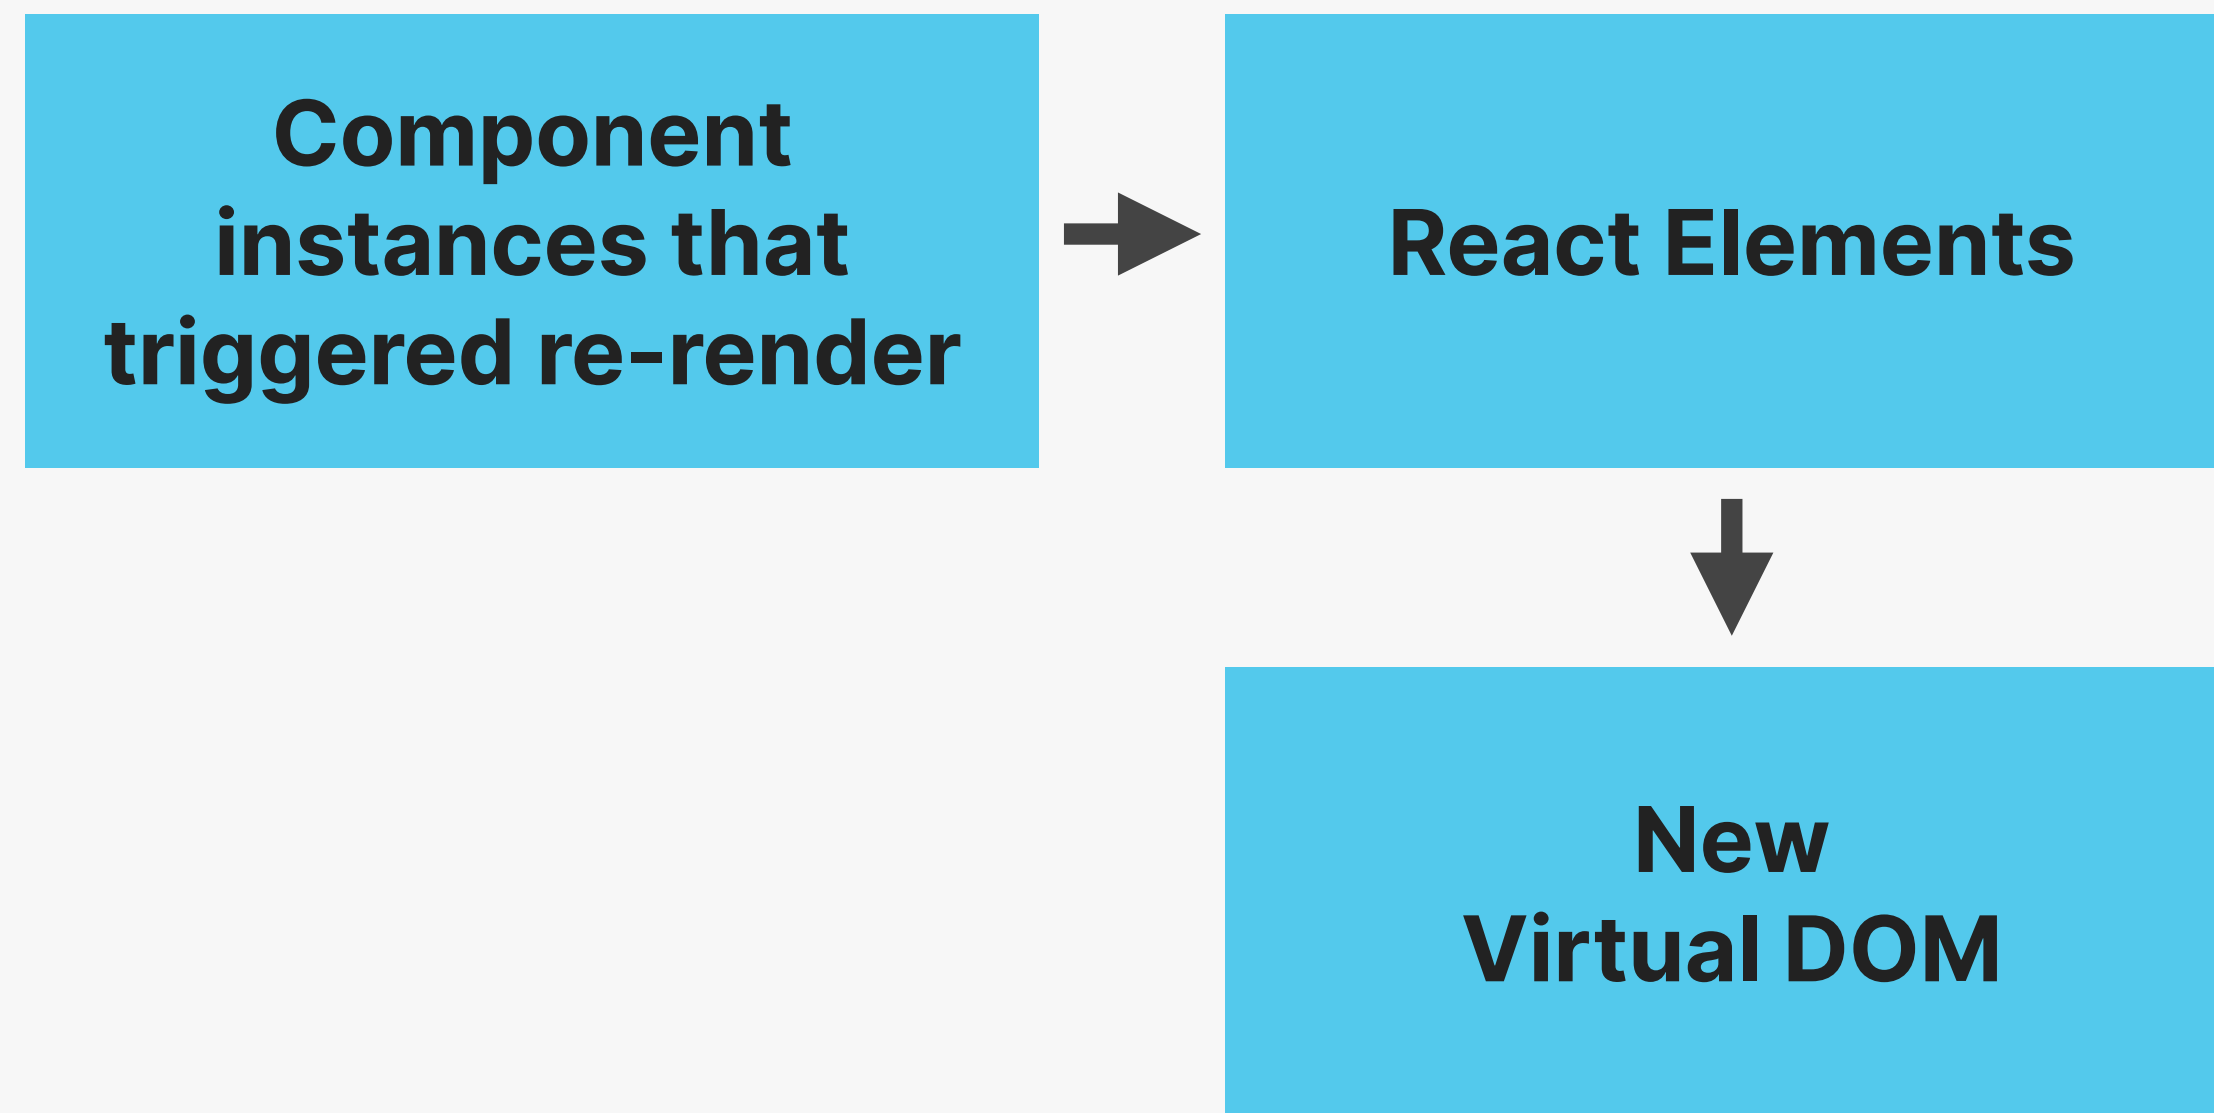 Component
instances that
triggered re-render
React Elements
New
Virtual DOM